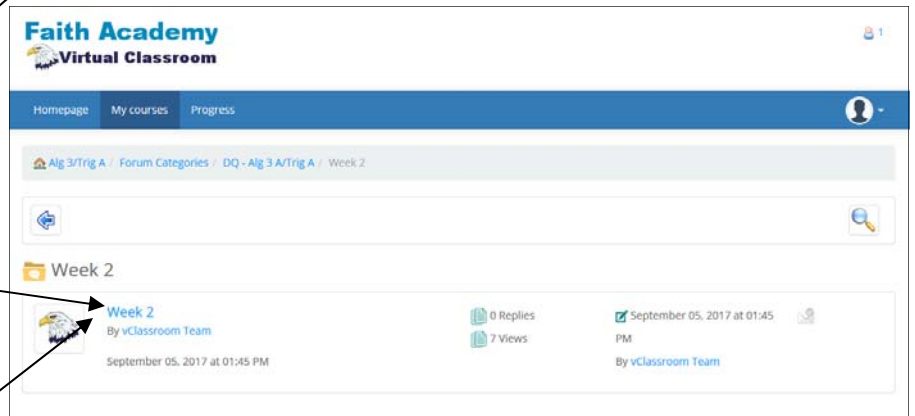 Faith Academy
Virtual Classroom
1
Homepage My courses Progress
Alg 3/Trig A / Forum Categories / DQ - Alg 3 A/Trig A / Week 2
Week 2
Week 2
By vClassroom Team
September 05, 2017 at 01:45 PM
0 Replies
7 Views
September 05, 2017 at 01:45
PM
By vClassroom Team